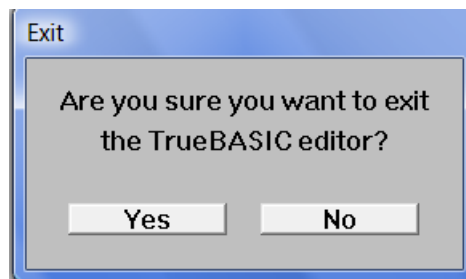 Exit
Are you sure you want to exit
the TrueBASIC editor?
Yes No